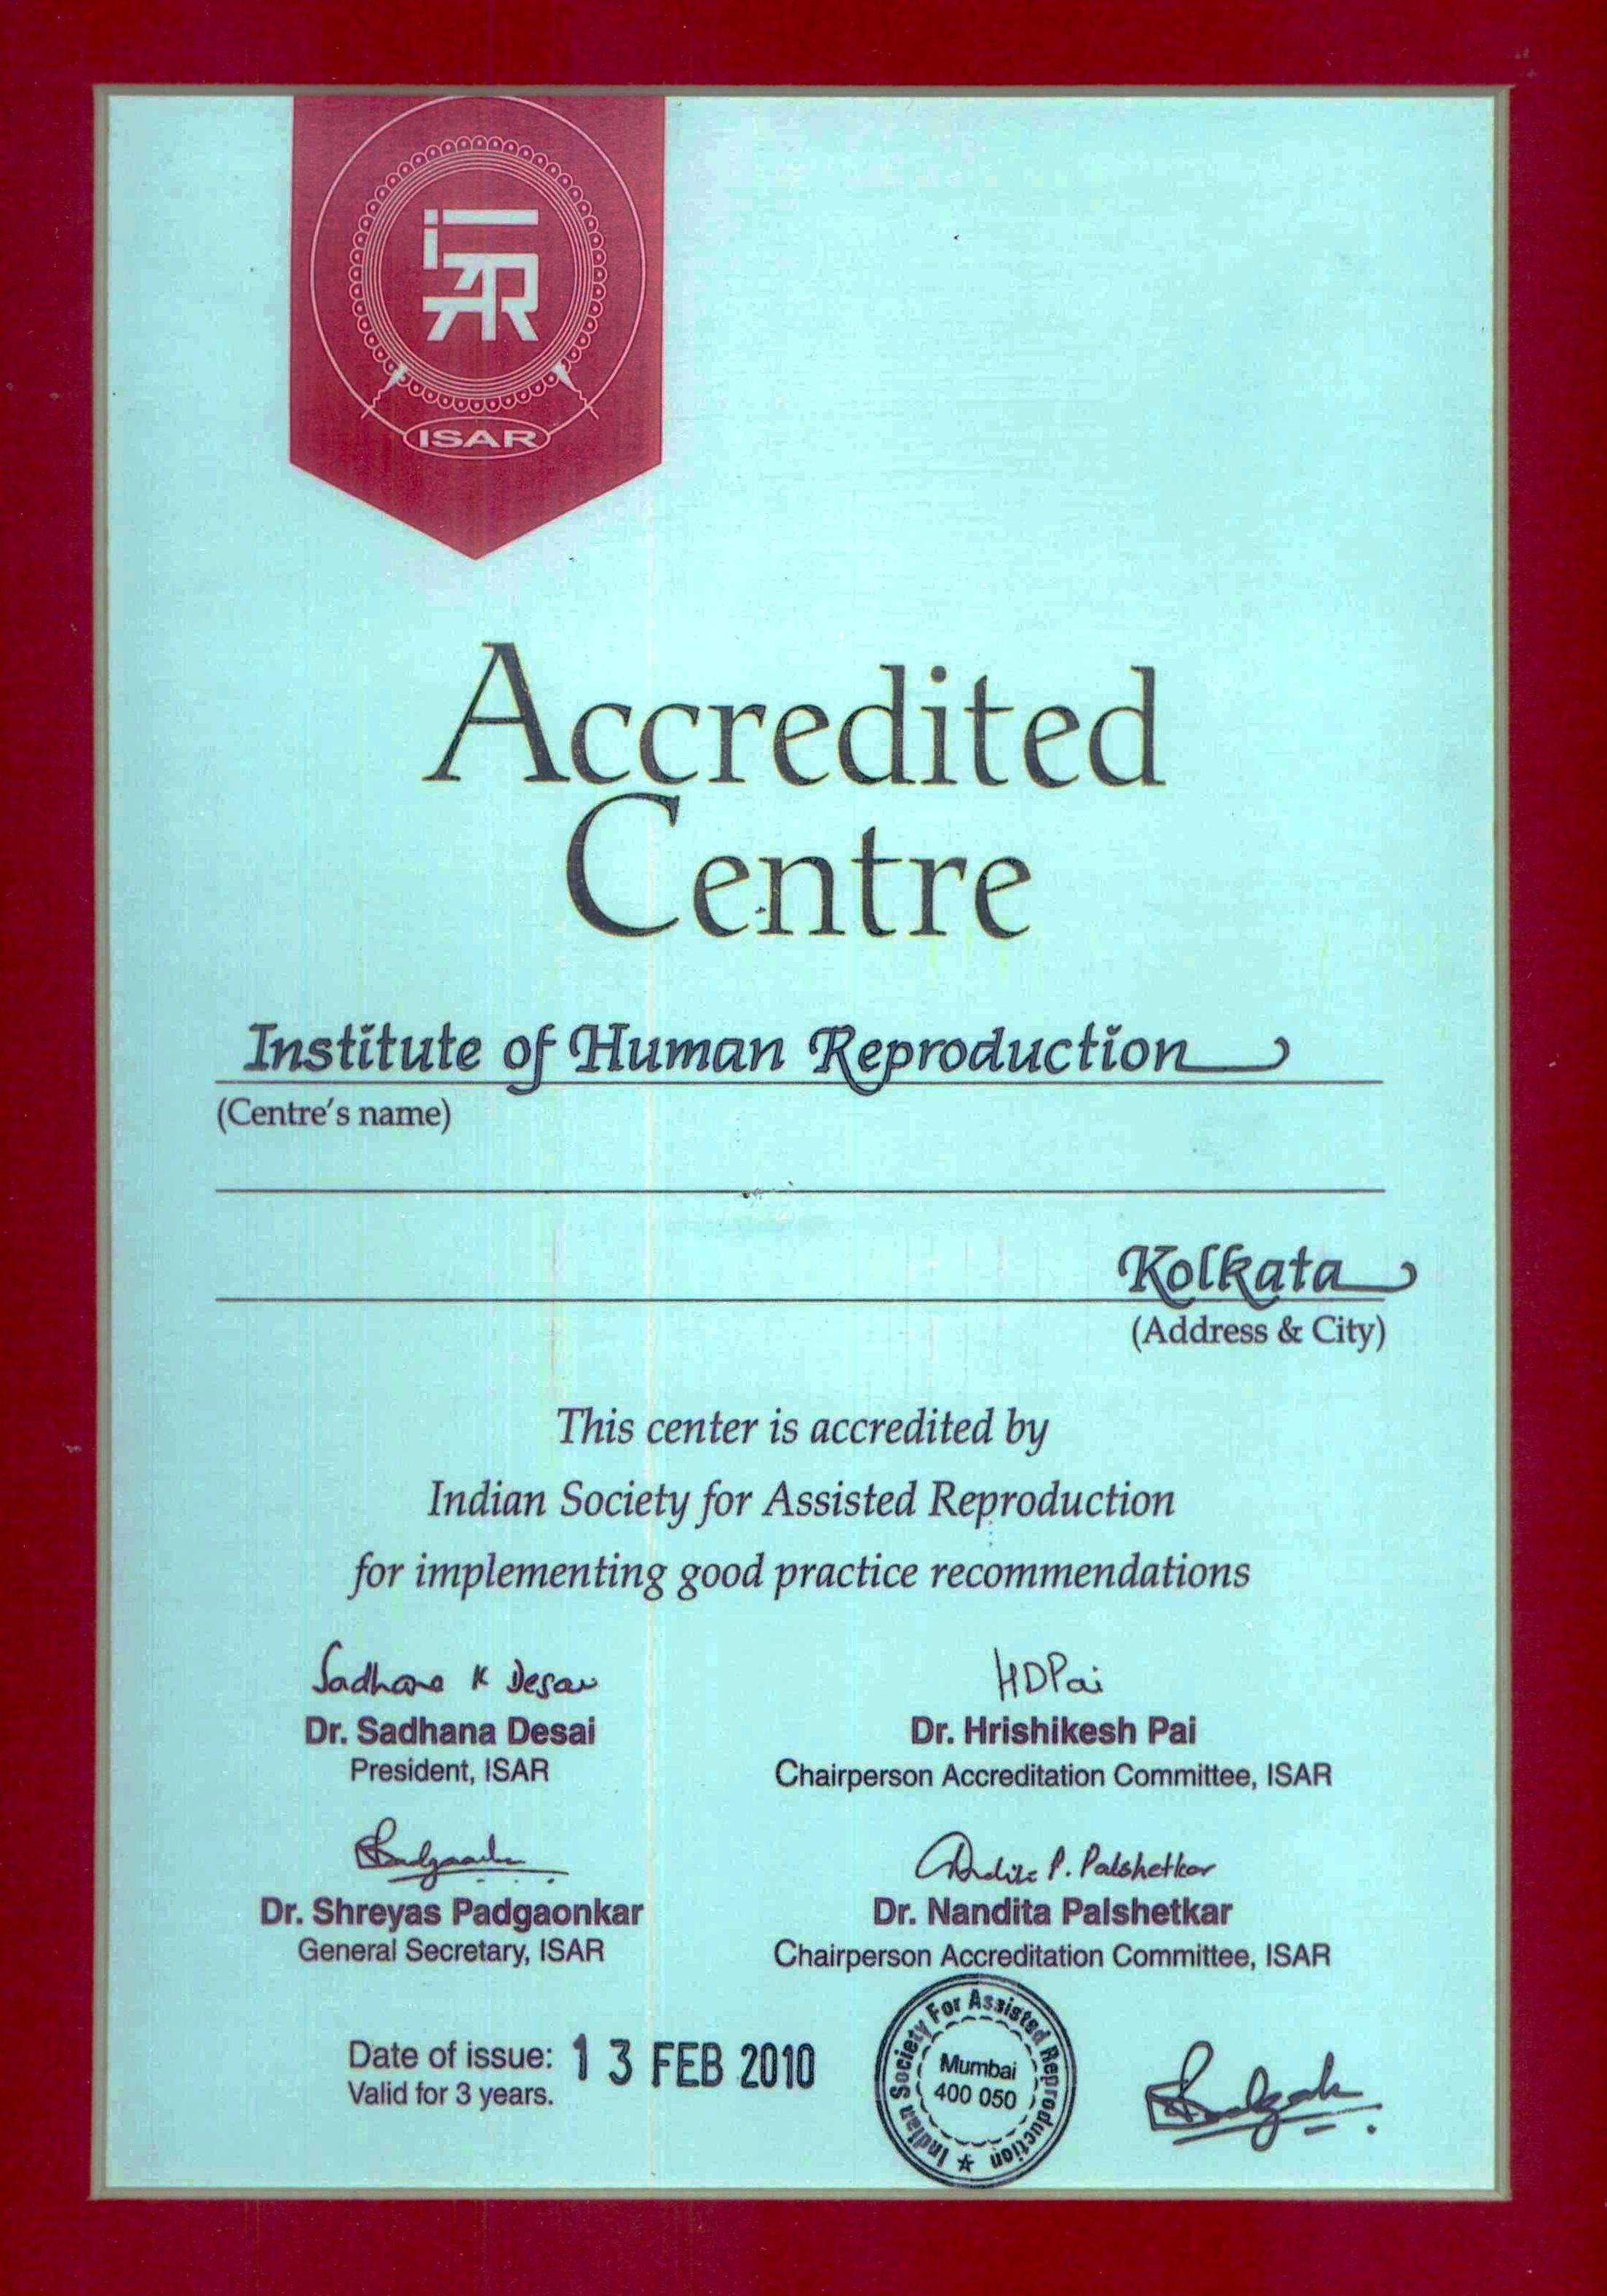 ISAR
ISAR
Accredited
Centre
Institute of Human Reproduction
(Centre's name)
Kolkata
(Address & City)
This center is accredited by
Indian Society for Assisted Reproduction
for implementing good practice recommendations
Sadhana K Desai
HDPai
Dr. Sadhana Desai
Dr. Hrishikesh Pai
President, ISAR
Chairperson Accreditation Committee, ISAR
Nandita P. Palshetkar
Dr. Shreyas Padgaonkar
Dr. Nandita Palshetkar
General Secretary, ISAR
Chairperson Accreditation Committee, ISAR
Date of issue: 13 FEB 2010
Valid for 3 years.
Indian Society For Assisted Reproduction
Mumbai
400 050